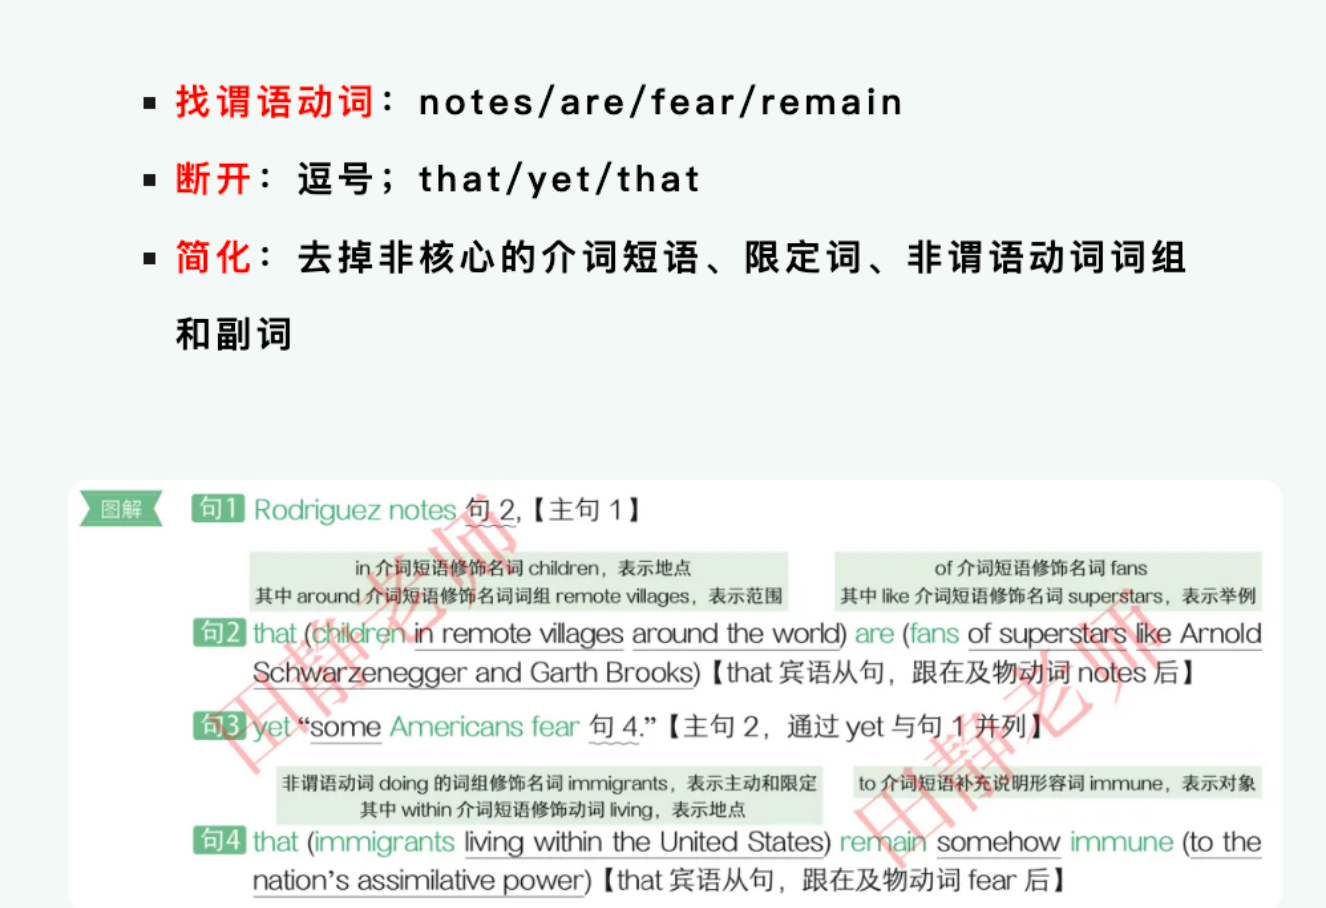 ▪ 找谓语动词：notes/are/fear/remain
▪ 断开：逗号；that/yet/that
▪ 简化：去掉非核心的介词短语、限定词、非谓语动词词组
和副词
图解 句1 Rodriguez notes 句 2,【主句 1】
in 介词短语修饰名词 children，表示地点 of 介词短语修饰名词 fans
其中 around 介词短语修饰名词词组 remote villages，表示范围 其中 like 介词短语修饰名词 superstars，表示举例
句2 that (children in remote villages around the world) are (fans of superstars like Arnold
Schwarzenegger and Garth Brooks)【that 宾语从句，跟在及物动词 notes 后】
句3 yet “some Americans fear 句 4.”【主句 2，通过 yet 与句 1 并列】
非谓语动词 doing 的词组修饰名词 immigrants，表示主动和限定 to 介词短语补充说明形容词 immune，表示对象
其中 within 介词短语修饰动词 living，表示地点
句4 that (immigrants living within the United States) remain somehow immune (to the
nation’s assimilative power)【that 宾语从句，跟在及物动词 fear 后】
田静老师
田静老师